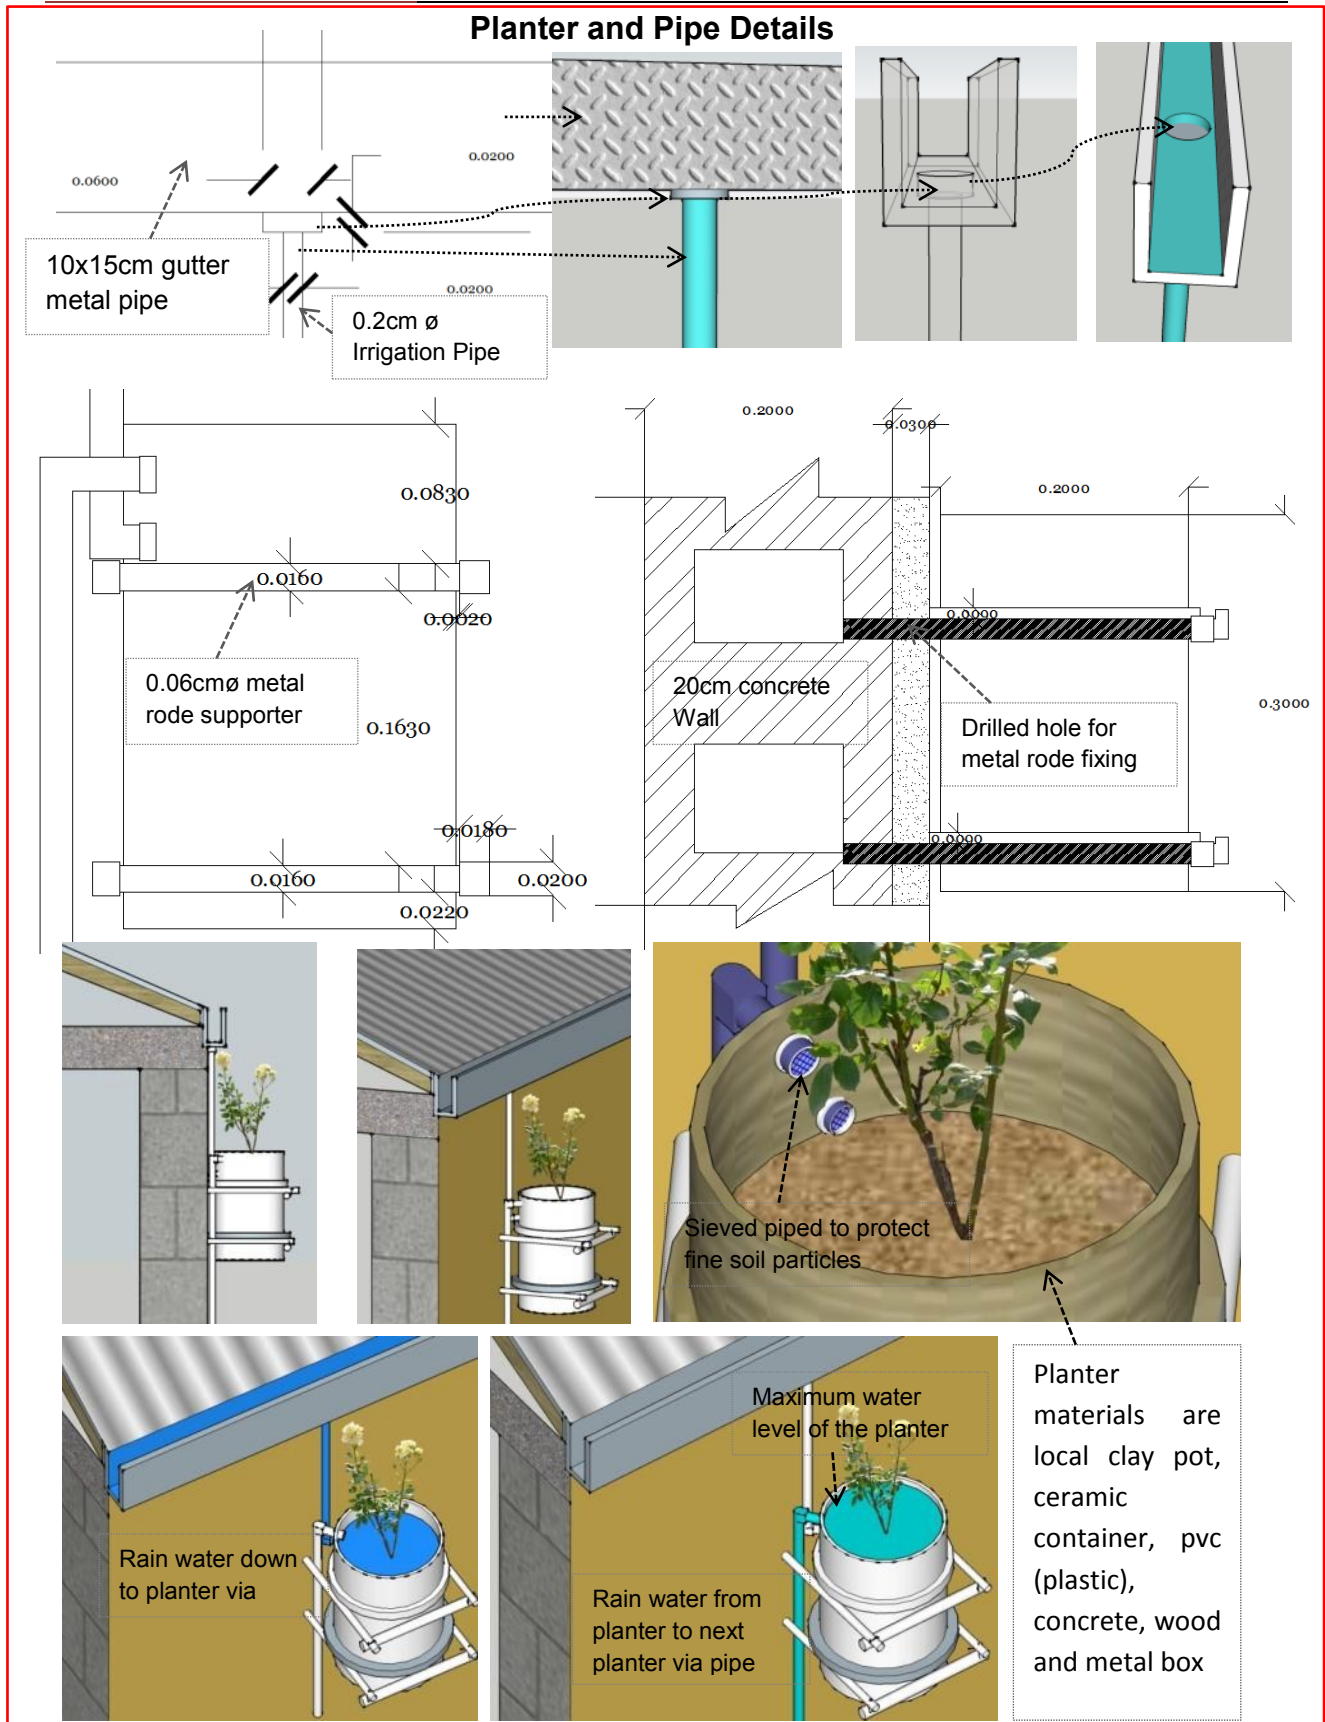 Planter and Pipe Details
0.0200
0.0600
10x15cm gutter
metal pipe
0.0200
0.2cm ø
Irrigation Pipe
0.2000
0.0300
0.0830
0.2000
0.0160
0.0020
0.0090
0.06cmø metal
rode supporter
0.1630
20cm concrete
Wall
Drilled hole for
metal rode fixing
0.3000
0.0180
0.0090
0.0160
0.0200
0.0220
Sieved piped to protect
fine soil particles
Rain water down
to planter via
Maximum water
level of the planter
Rain water from
planter to next
planter via pipe
Planter
materials are
local clay pot,
ceramic
container, pvc
(plastic),
concrete, wood
and metal box